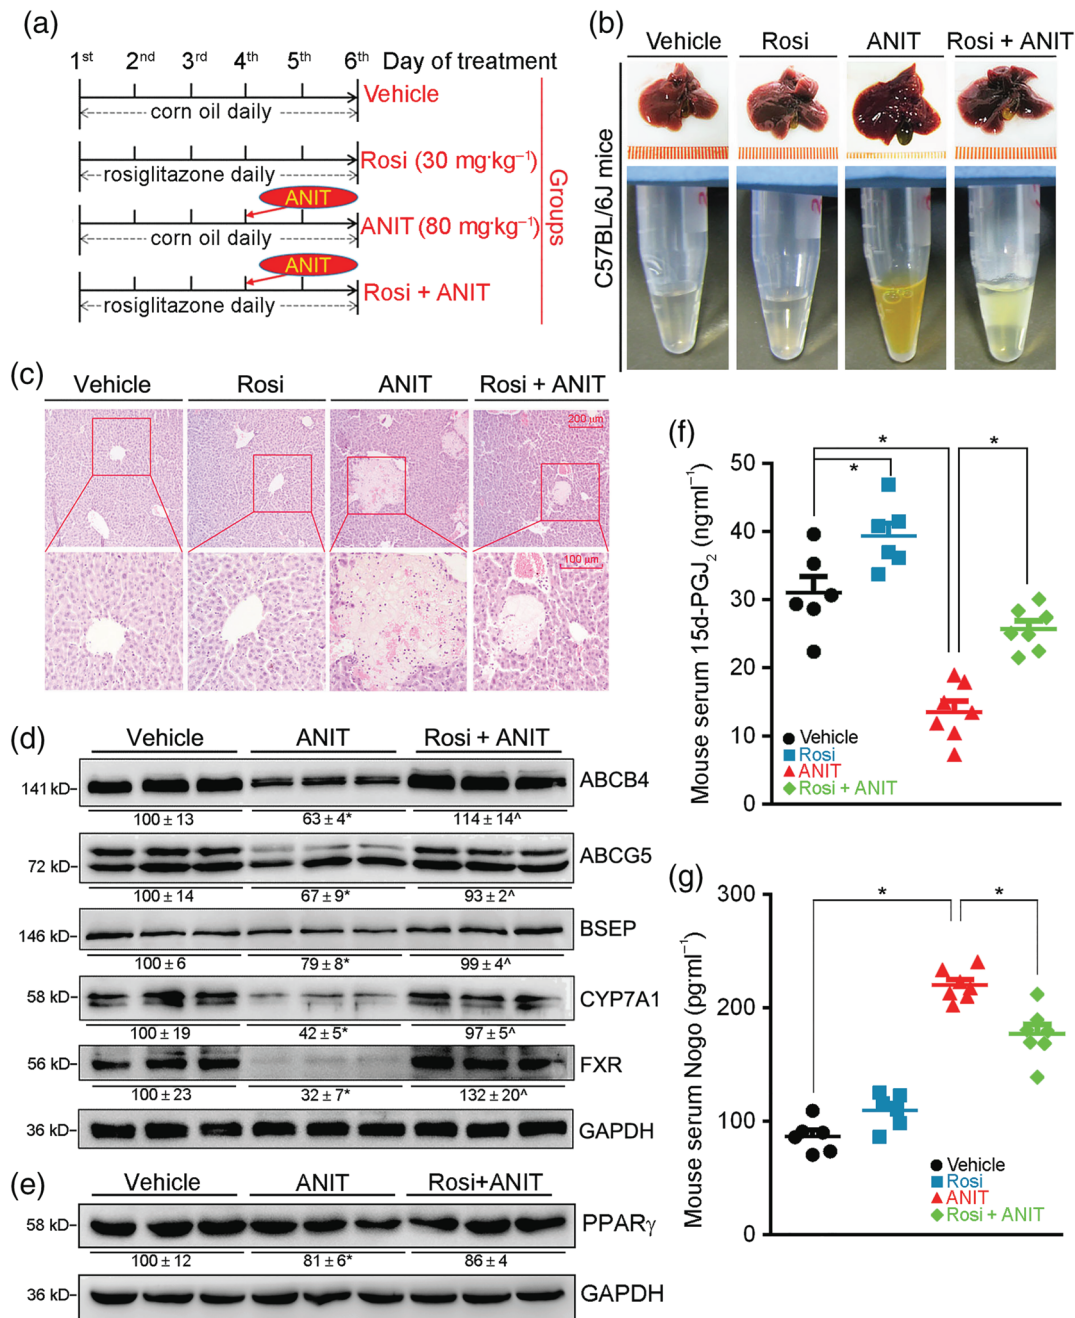 (a)
1st 2nd 3rd 4th 5th 6th Day of treatment
corn oil daily
Vehicle
rosiglitazone daily
Rosi (30 mg·kg−1)
ANIT
corn oil daily
ANIT (80 mg·kg−1)
ANIT
rosiglitazone daily
Rosi + ANIT
Groups
(b)
Vehicle Rosi ANIT Rosi + ANIT
C57BL/6J mice
(c)
Vehicle Rosi ANIT Rosi + ANIT
200 μm
100 μm
(d)
Vehicle ANIT Rosi + ANIT
141 kD ABCB4
100 ± 13 63 ± 4* 114 ± 14^
72 kD ABCG5
100 ± 14 67 ± 9* 93 ± 2^
146 kD BSEP
100 ± 6 79 ± 8* 99 ± 4^
58 kD CYP7A1
100 ± 19 42 ± 5* 97 ± 5^
56 kD FXR
100 ± 23 32 ± 7* 132 ± 20^
36 kD GAPDH
(e)
Vehicle ANIT Rosi+ANIT
58 kD PPARγ
100 ± 12 81 ± 6* 86 ± 4
36 kD GAPDH
(f)
Mouse serum 15d-PGJ2 (ng·ml−1)
* * *
50
40
30
20
10
0
Vehicle
Rosi
ANIT
Rosi + ANIT
(g)
Mouse serum Nogo (pg·ml−1)
* *
300
200
100
0
Vehicle
Rosi
ANIT
Rosi + ANIT